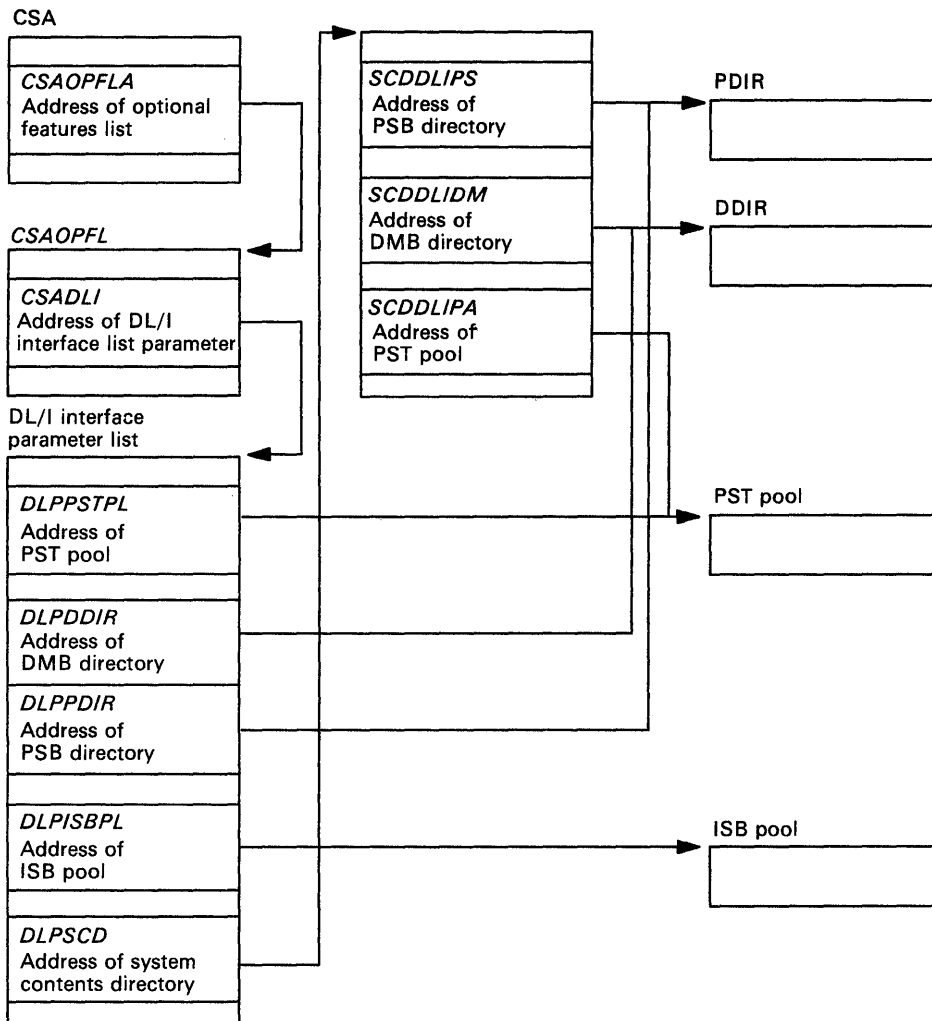 CSA
CSAOPFLA
Address of optional
features list
CSAOPFL
CSADLI
Address of DL/I
interface list parameter
DL/I interface
parameter list
DLPPSTPL
Address of
PST pool
DLPDDIR
Address of
DMB directory
DLPPDIR
Address of
PSB directory
DLPISBPL
Address of
ISB pool
DLPSCD
Address of system
contents directory
SCDDLIPS
Address of
PSB directory
SCDDLIDM
Address of
DMB directory
SCDDLIPA
Address of
PST pool
PDIR
DDIR
PST pool
ISB pool